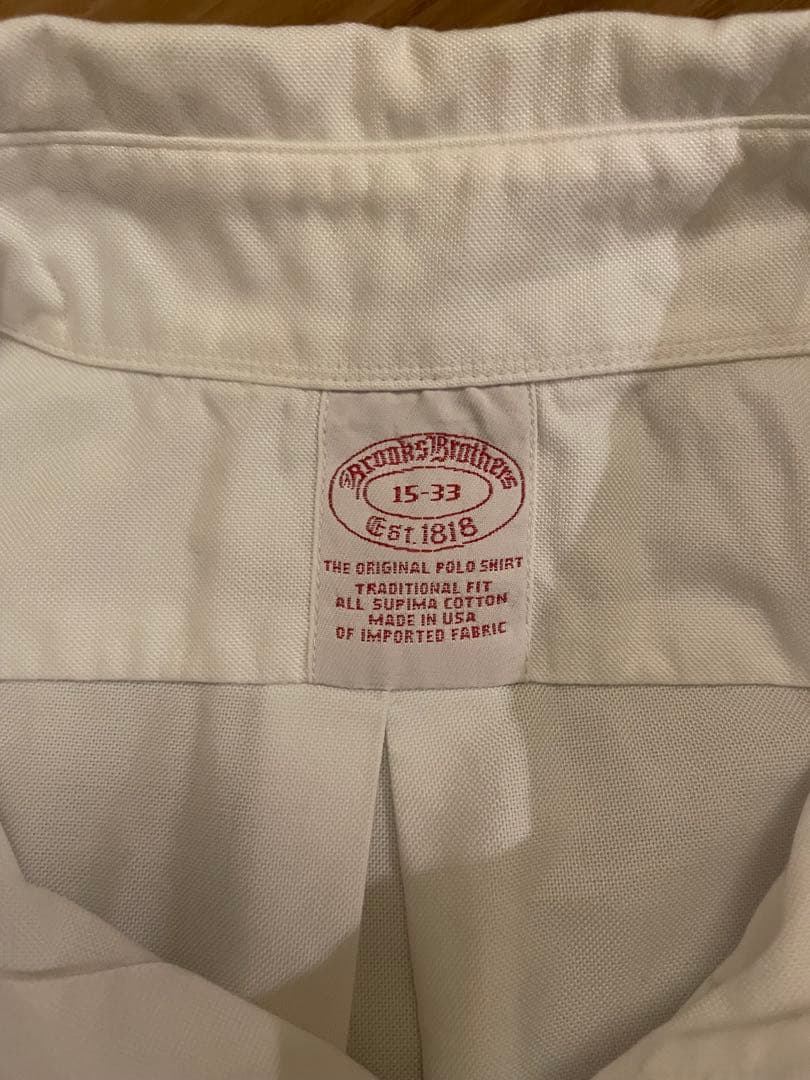 Brooks Brothers
15-33
Est. 1818
THE ORIGINAL POLO SHIRT
TRADITIONAL FIT
ALL SUPIMA COTTON
MADE IN USA
OF IMPORTED FABRIC